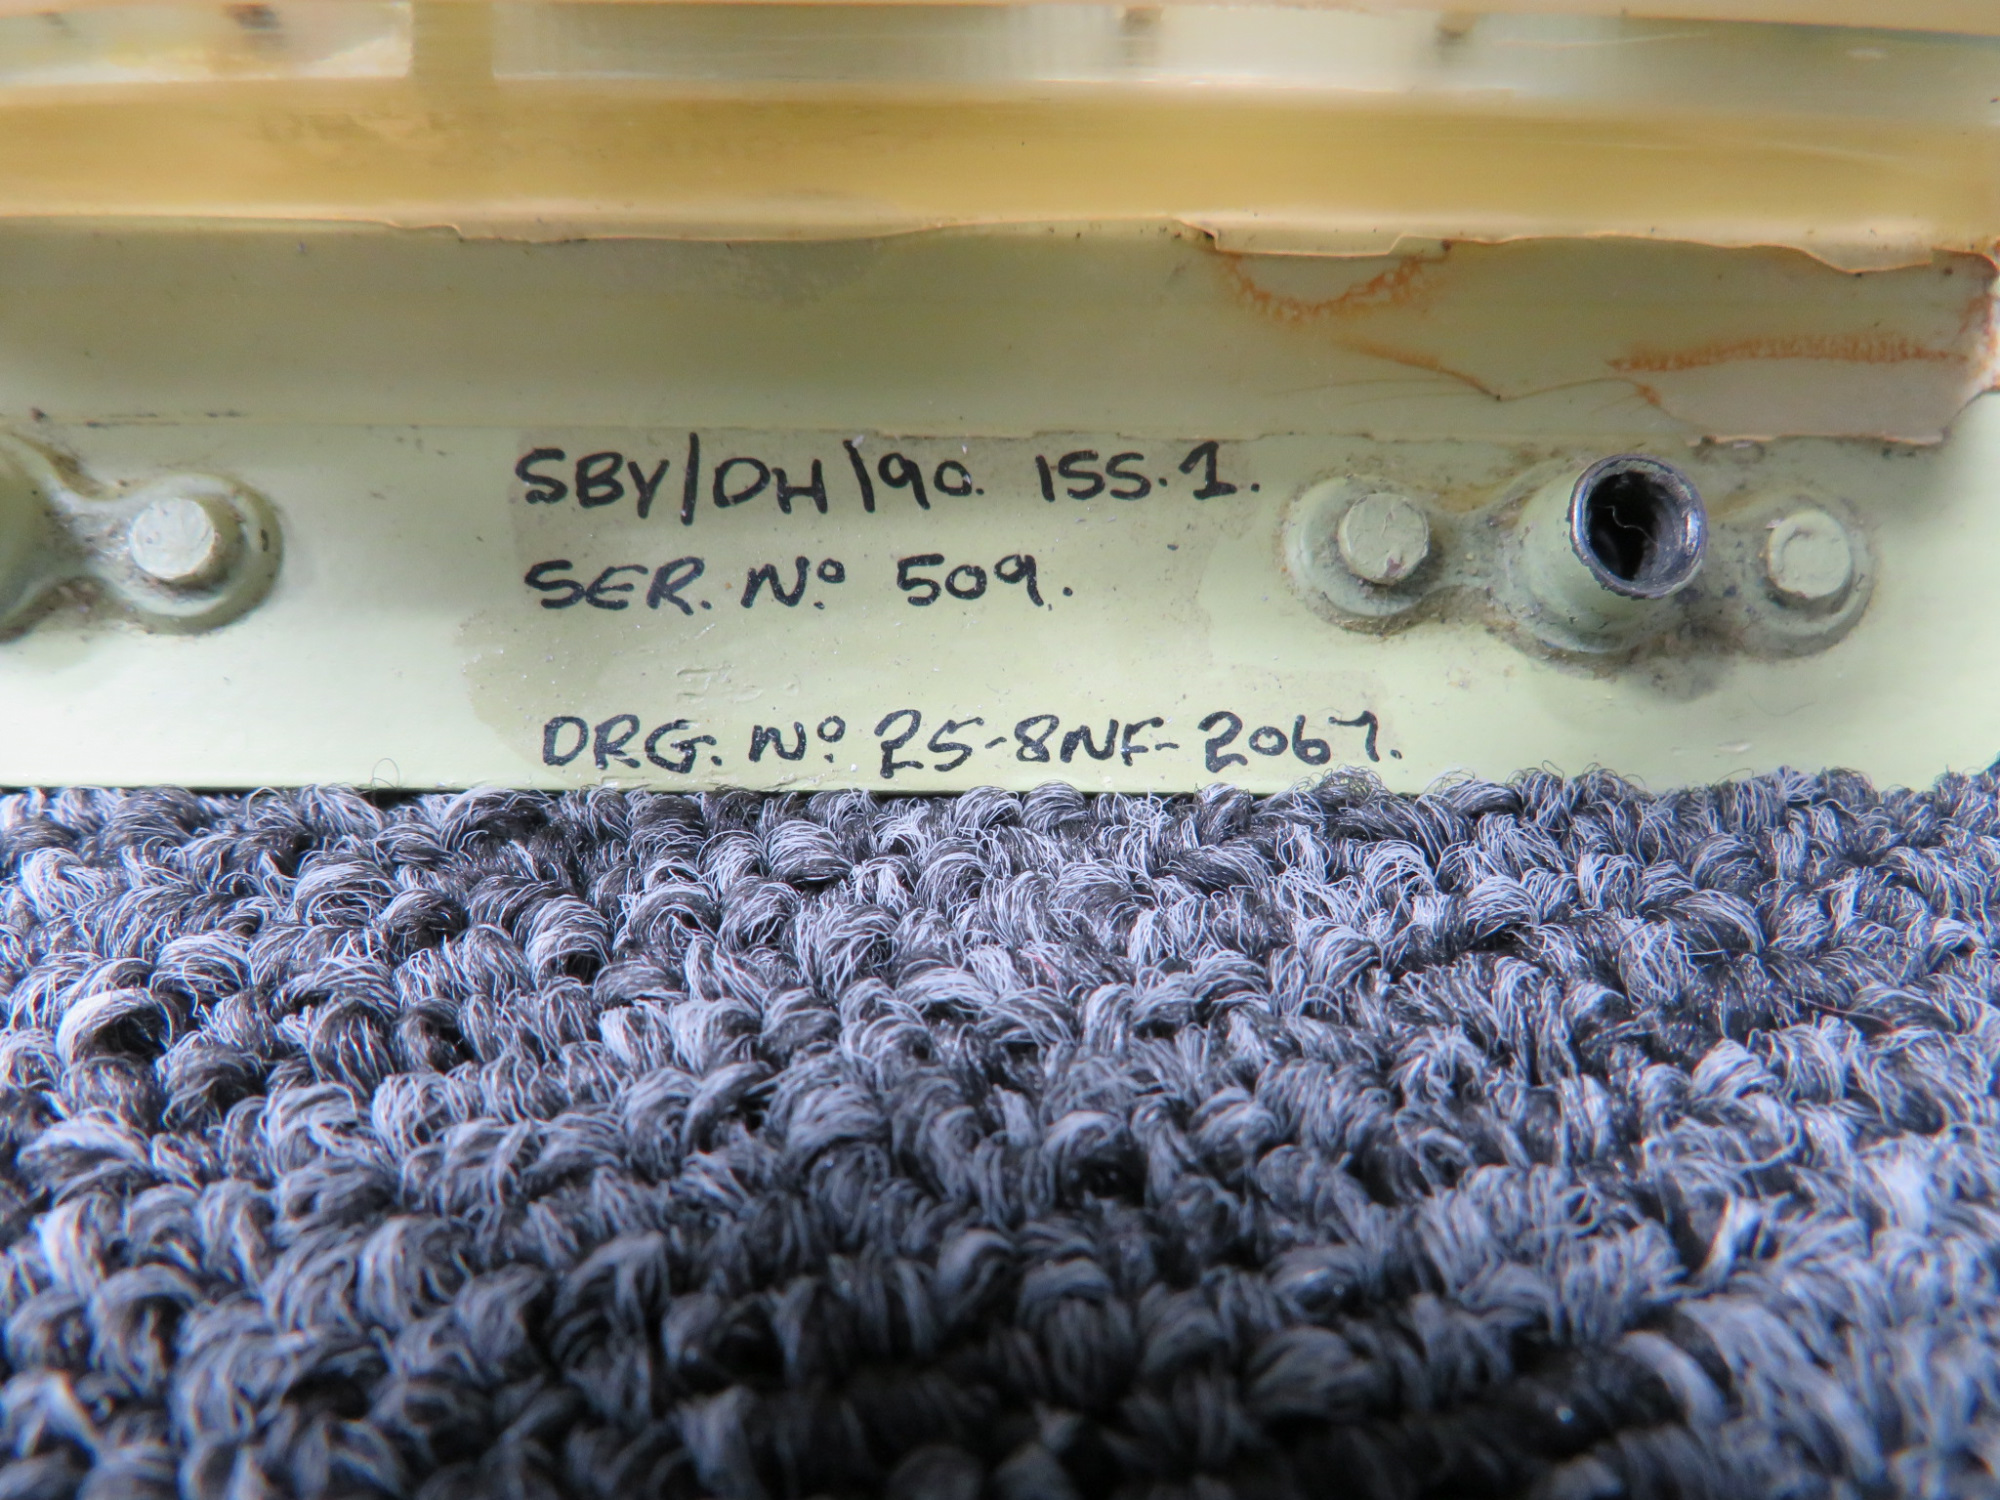 SBY/DH/90. ISS.1.
SER. Nº 509.
DRG. Nº 25-8NF-2067.